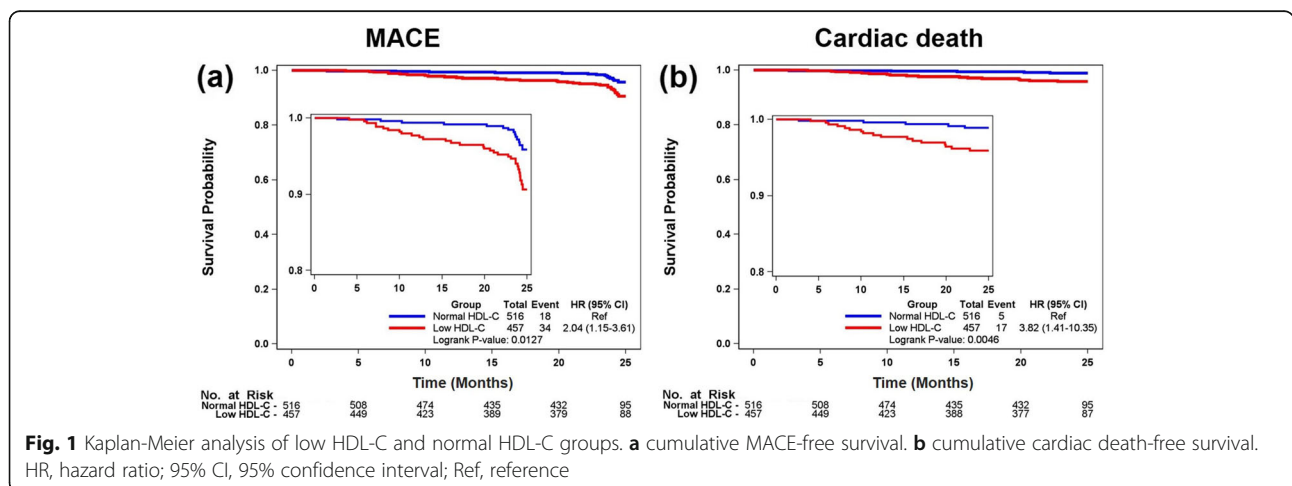 MACE
(a)
Survival Probability
1.0
0.8
0.6
0.4
0.2
0.0
1.0
0.9
0.8
0 5 10 15 20 25
Group Total Event HR (95% CI)
Normal HDL-C 516 18 Ref
Low HDL-C 457 34 2.04 (1.15-3.61)
Logrank P-value: 0.0127
0 5 10 15 20 25
Time (Months)
No. at Risk
Normal HDL-C - 516 508 474 435 432 95
Low HDL-C - 457 449 423 389 379 88
Cardiac death
(b)
Survival Probability
1.0
0.8
0.6
0.4
0.2
0.0
1.0
0.9
0.8
0 5 10 15 20 25
Group Total Event HR (95% CI)
Normal HDL-C 516 5 Ref
Low HDL-C 457 17 3.82 (1.41-10.35)
Logrank P-value: 0.0046
0 5 10 15 20 25
Time (Months)
No. at Risk
Normal HDL-C - 516 508 474 435 432 95
Low HDL-C - 457 449 423 388 377 87
Fig. 1 Kaplan-Meier analysis of low HDL-C and normal HDL-C groups. a cumulative MACE-free survival. b cumulative cardiac death-free survival.
HR, hazard ratio; 95% CI, 95% confidence interval; Ref, reference